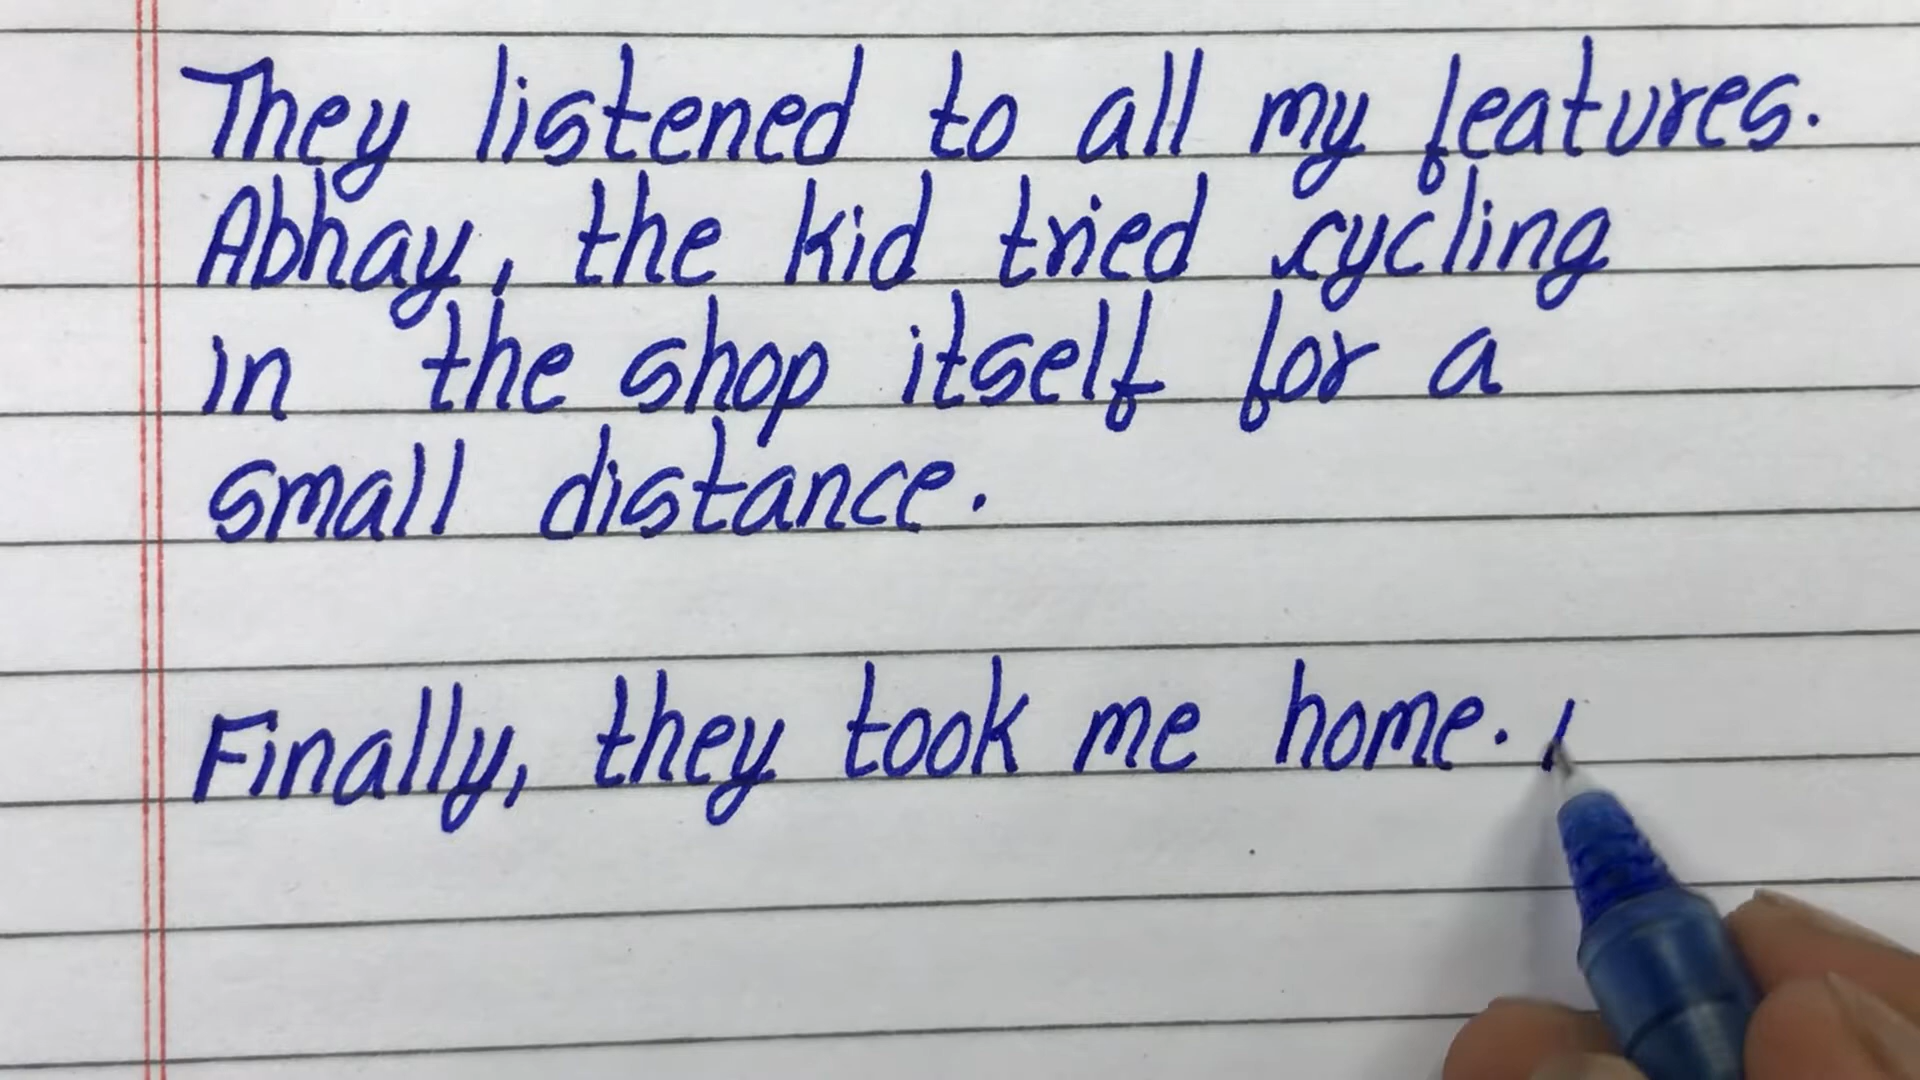 They listened to all my features.
Abhay, the kid tried cycling
in the shop itself for a
small distance.
Finally, they took me home.